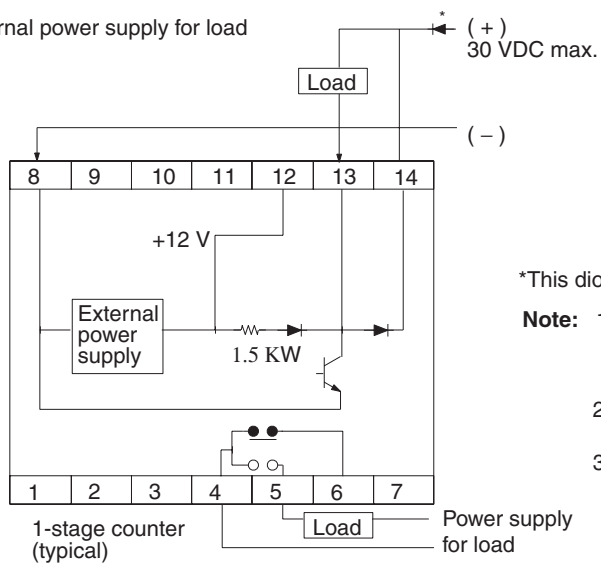 rnal power supply for load
*
( + )
30 VDC max.
Load
( – )
8 9 10 11 12 13 14
+12 V
*This dio
External
power
supply
Note: 1
1.5 KW
2
3
1 2 3 4 5 6 7
1-stage counter
(typical)
Load
Power supply
for load